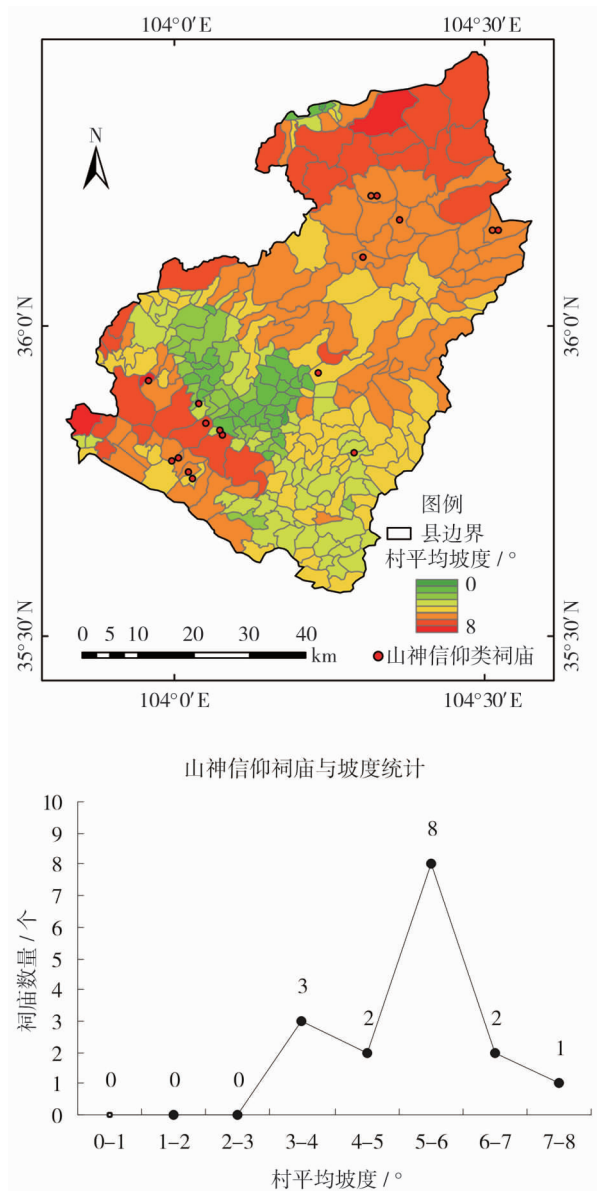 104°0′E 104°30′E
N
36°0′N 36°0′N
图例
县边界
村平均坡度 / °
0
8
35°30′N 35°30′N
0 5 10 20 30 40
km
山神信仰类祠庙
104°0′E 104°30′E
山神信仰祠庙与坡度统计
祠庙数量 / 个
10
9
8
7
6
5
4
3
2
1
0
0 0 0 3 2 8 2 1
0–1 1–2 2–3 3–4 4–5 5–6 6–7 7–8
村平均坡度 / °